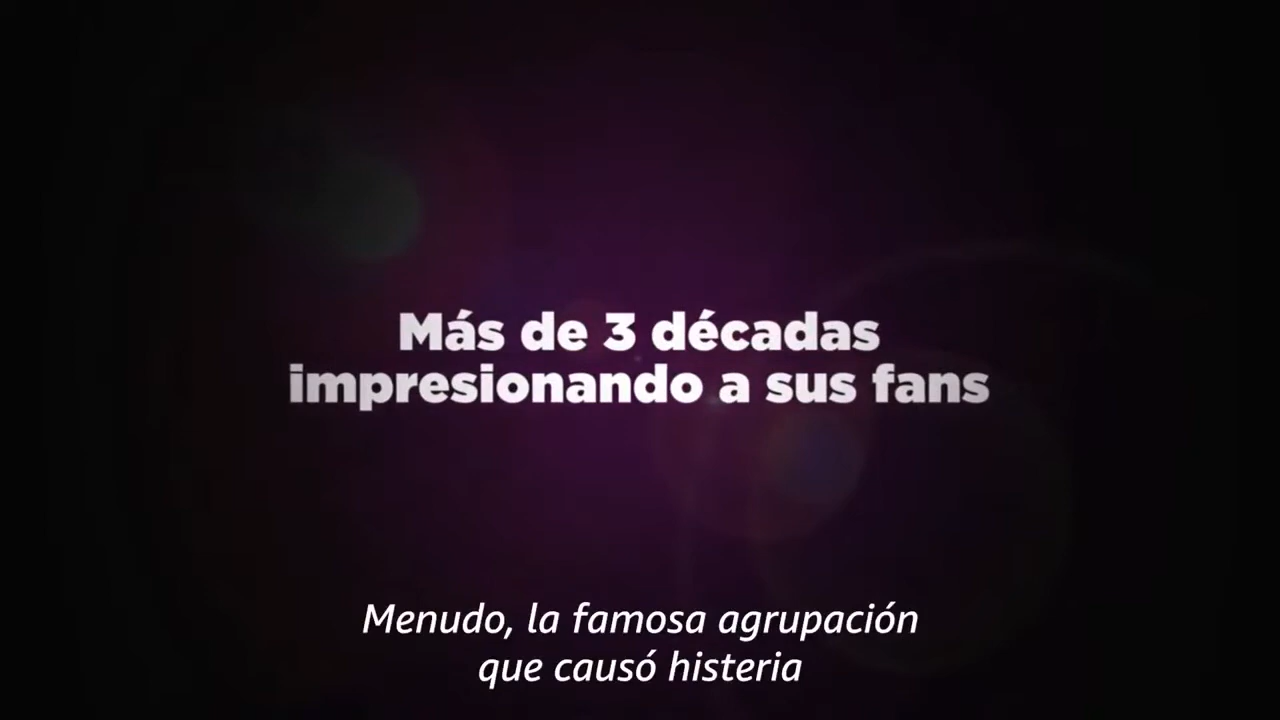 Más de 3 décadas
impresionando a sus fans
Menudo, la famosa agrupación
que causó histeria